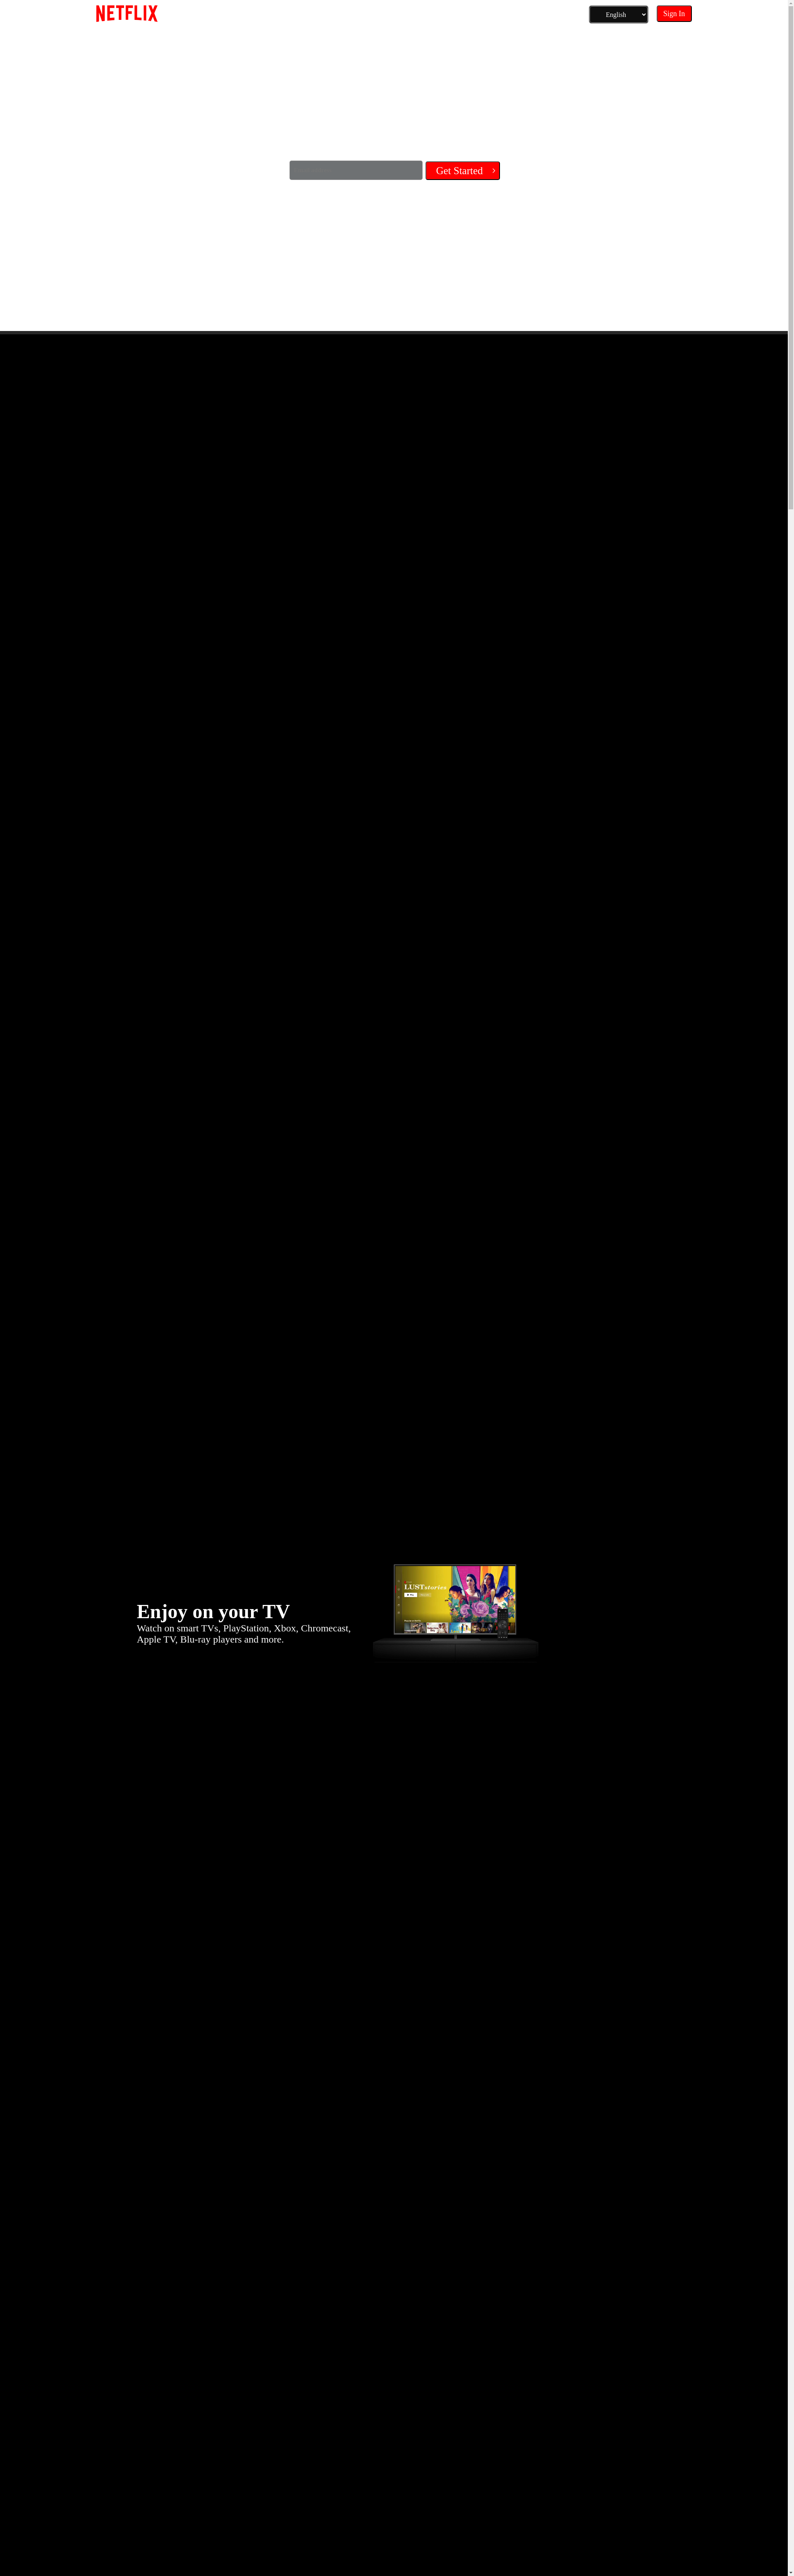 NETFLIX
English
Sign In
Get Started
LUST stories
Enjoy on your TV
Watch on smart TVs, PlayStation, Xbox, Chromecast,
Apple TV, Blu-ray players and more.